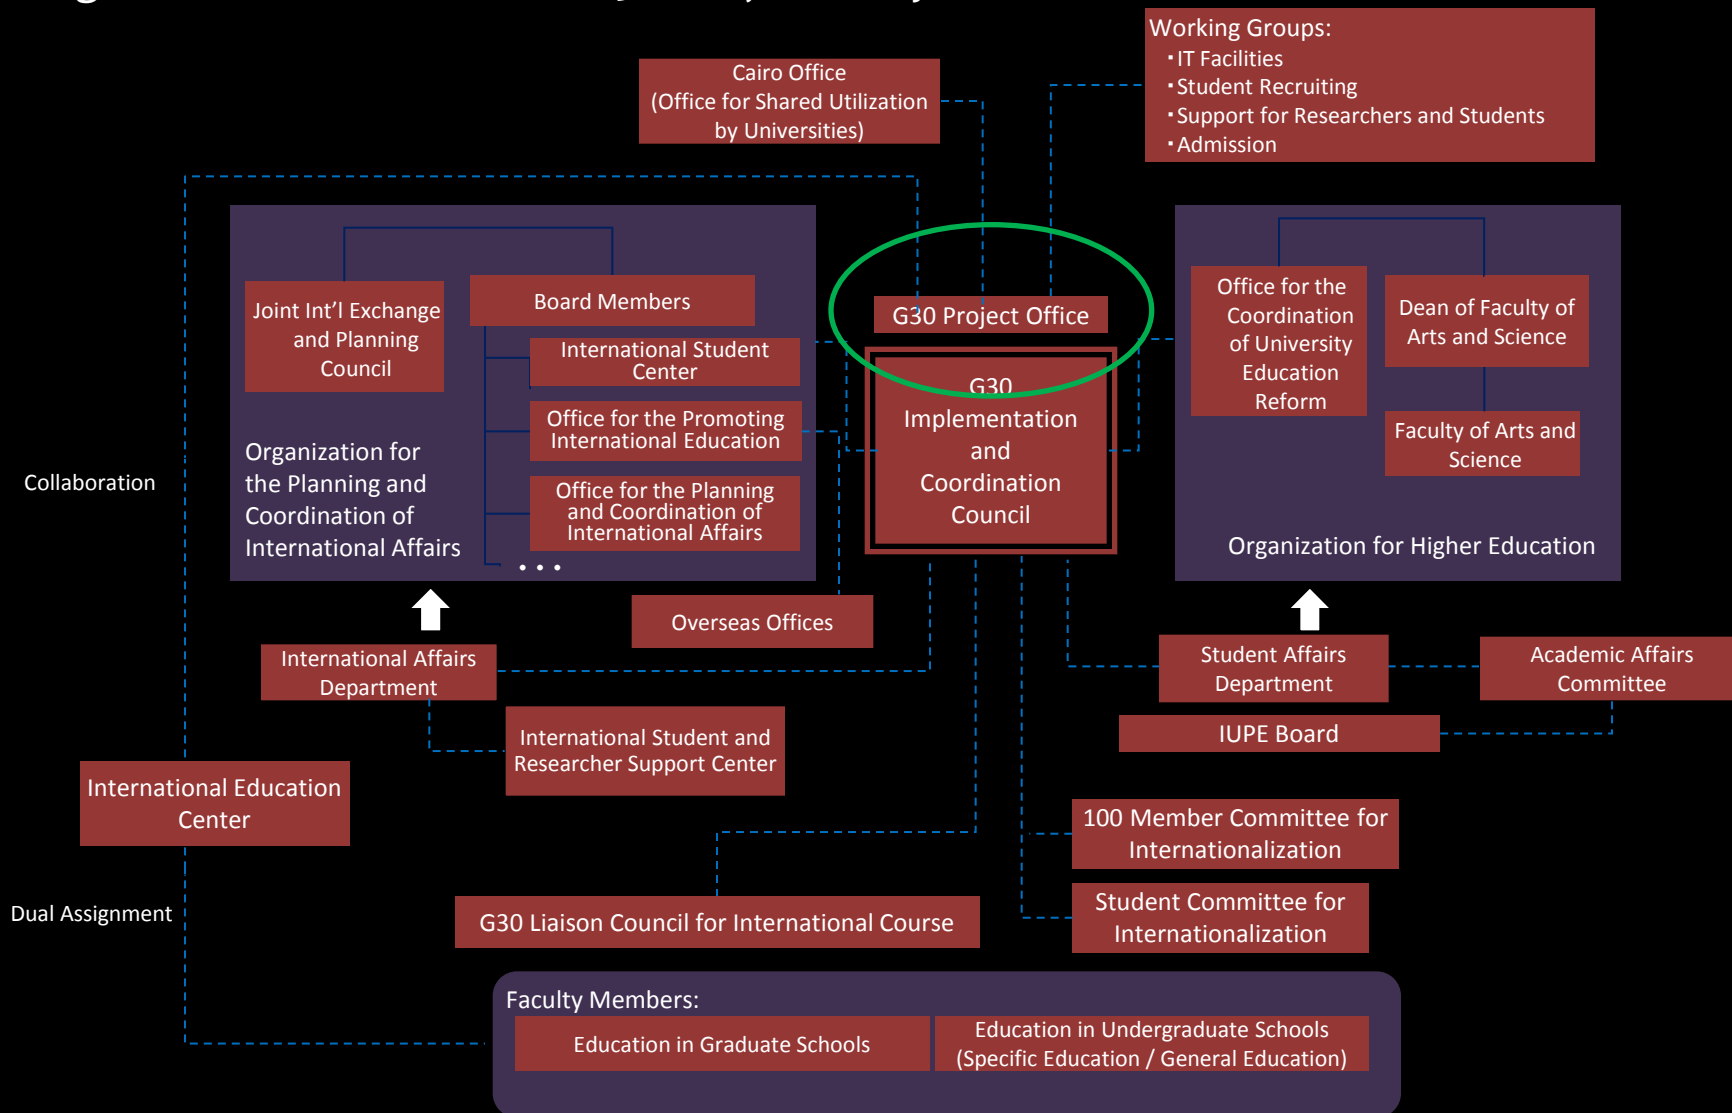 Working Groups:
・IT Facilities
・Student Recruiting
・Support for Researchers and Students
・Admission
Cairo Office
(Office for Shared Utilization
by Universities)
Joint Int'l Exchange
and Planning
Council
Board Members
International Student
Center
Office for the Promoting
International Education
Office for the Planning
and Coordination of
International Affairs
• • •
Organization for
the Planning and
Coordination of
International Affairs
G30 Project Office
G30
Implementation
and
Coordination
Council
Office for the
Coordination
of University
Education
Reform
Dean of Faculty of
Arts and Science
Faculty of Arts and
Science
Organization for Higher Education
Collaboration
Overseas Offices
International Affairs
Department
International Student and
Researcher Support Center
Student Affairs
Department
Academic Affairs
Committee
IUPE Board
International Education
Center
100 Member Committee for
Internationalization
Student Committee for
Internationalization
Dual Assignment
G30 Liaison Council for International Course
Faculty Members:
Education in Graduate Schools
Education in Undergraduate Schools
(Specific Education / General Education)